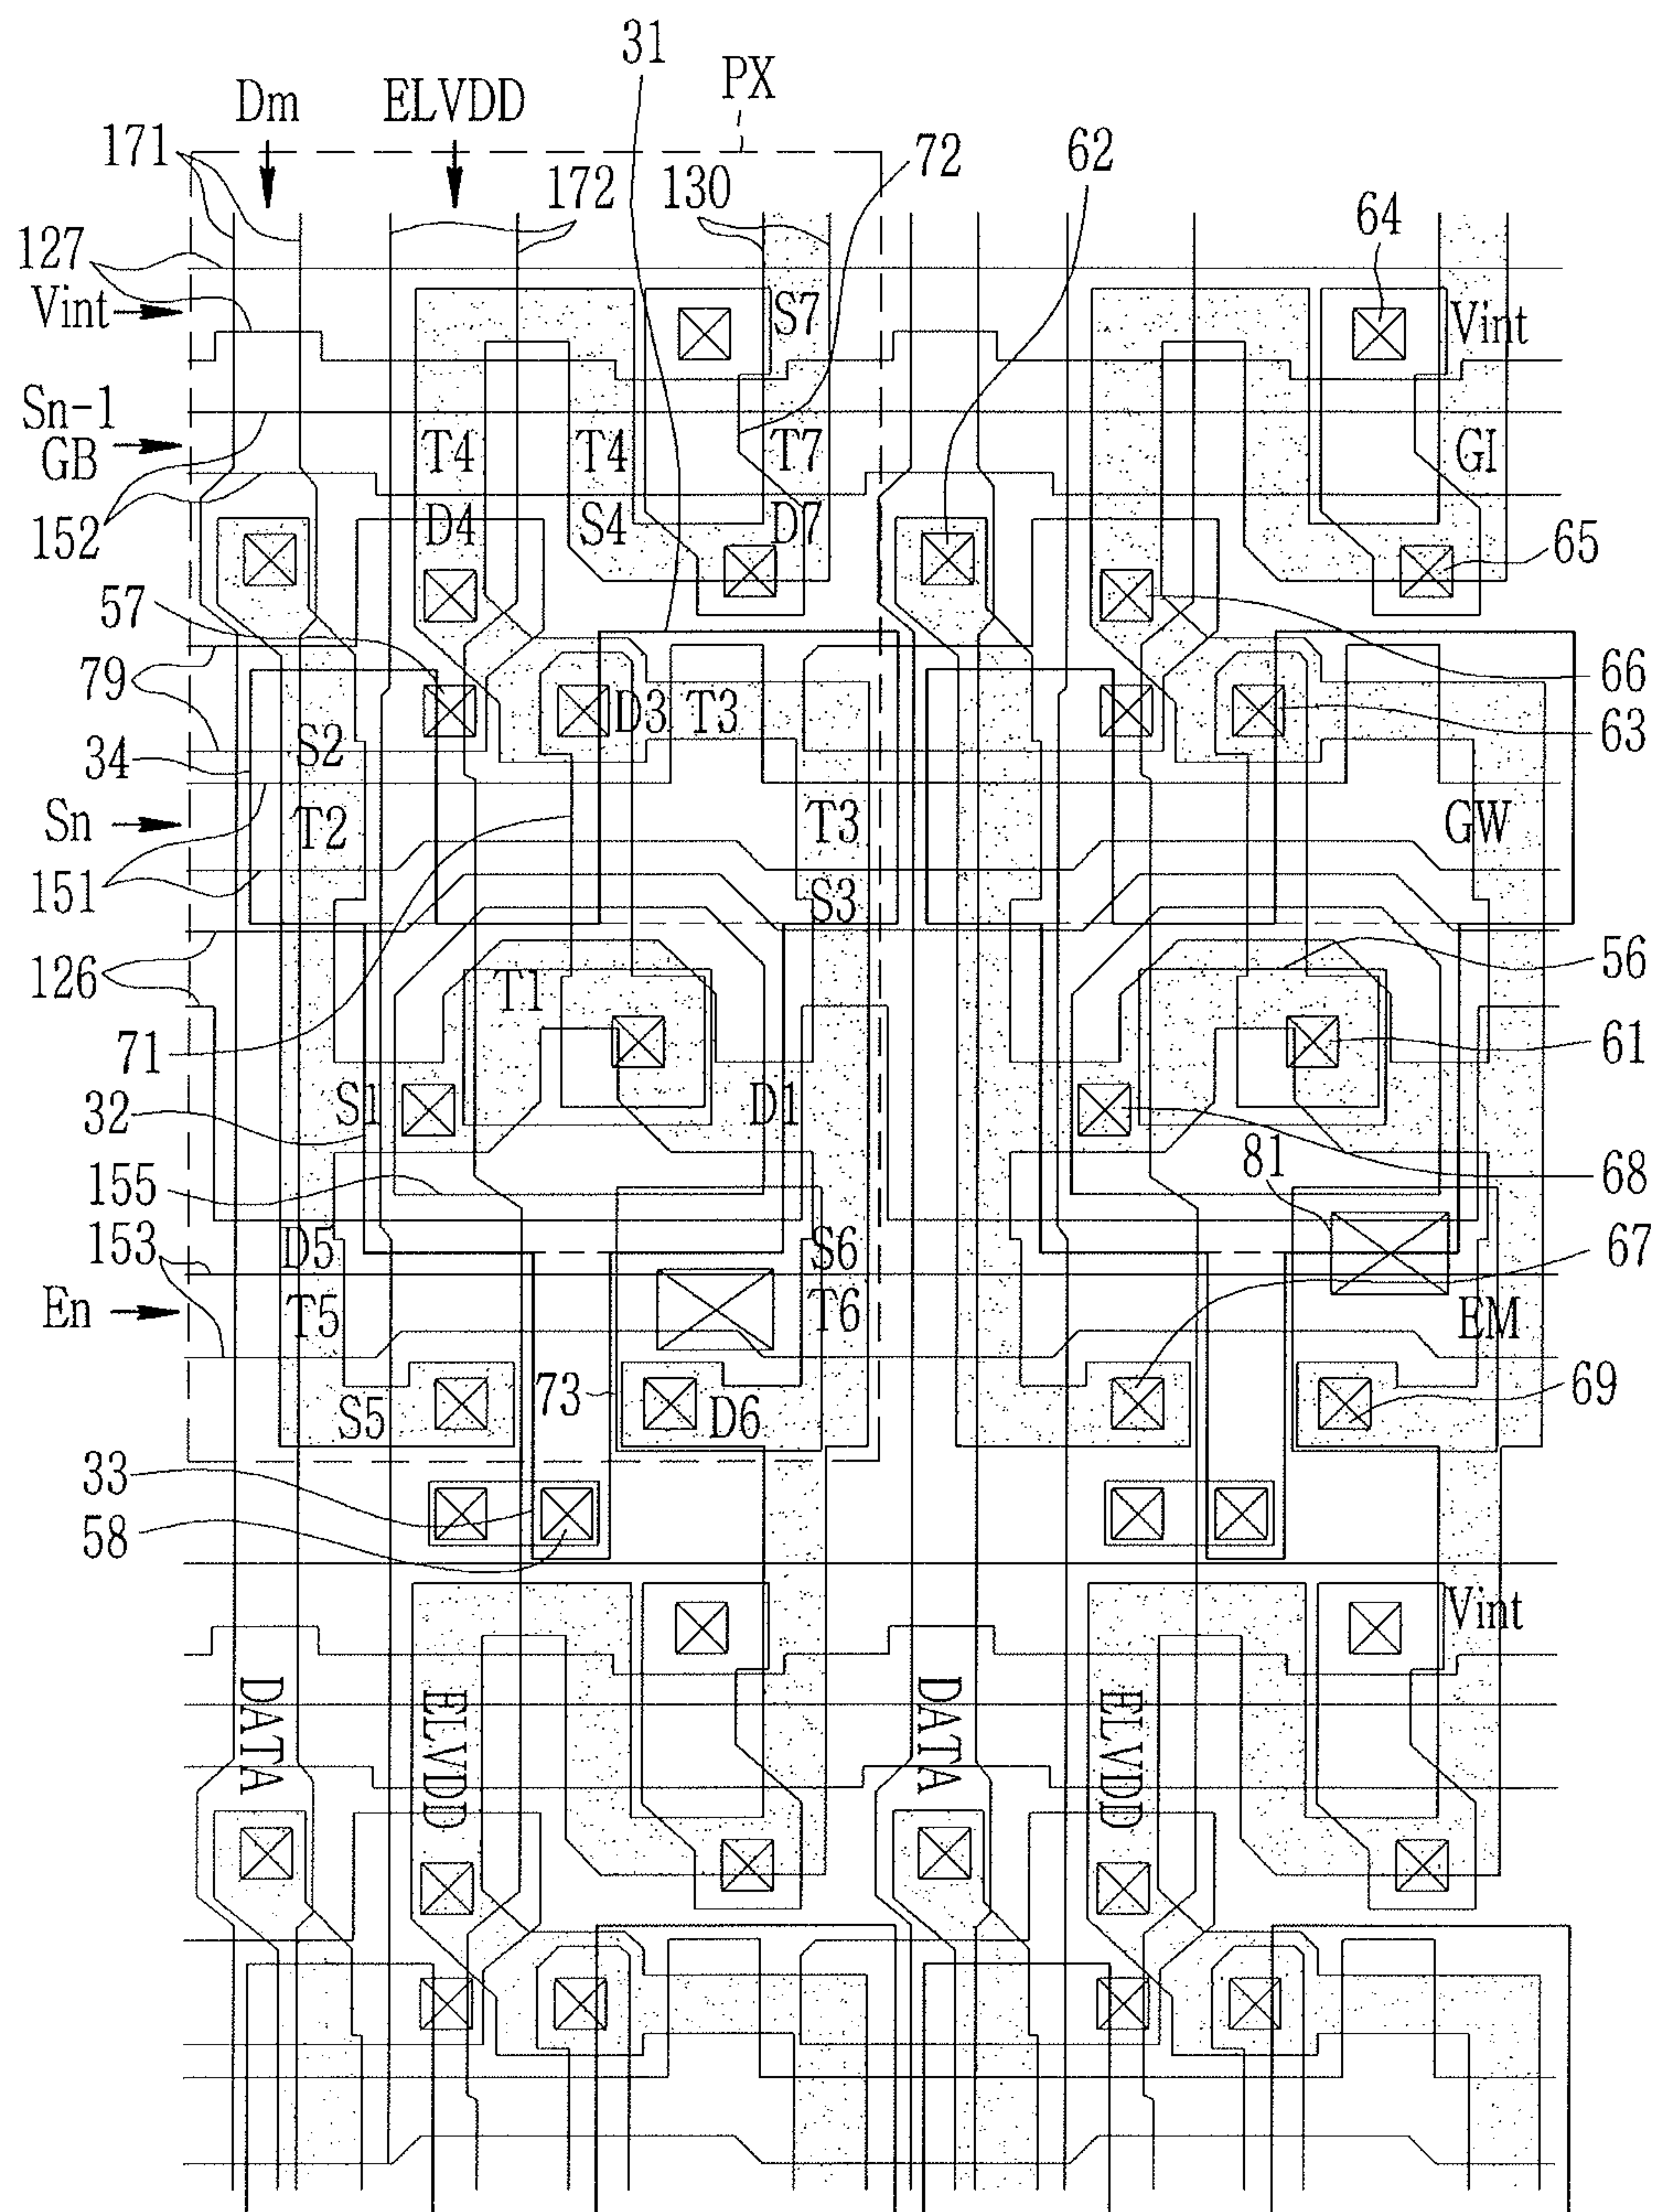 31
PX
Dm
ELVDD
171
72
62
172
130
64
127
Vint
S7
Vint
Sn-1
GB
T4
T4
T7
GI
152
D4
S4
D7
65
57
79
66
D3
T3
63
34
S2
Sn
T2
T3
GW
151
S3
126
T1
56
71
61
32
S1
D1
81
68
155
153
D5
S6
67
En
T5
T6
EM
73
69
S5
D6
33
58
Vint
DATA
ELVDD
DATA
ELVDD